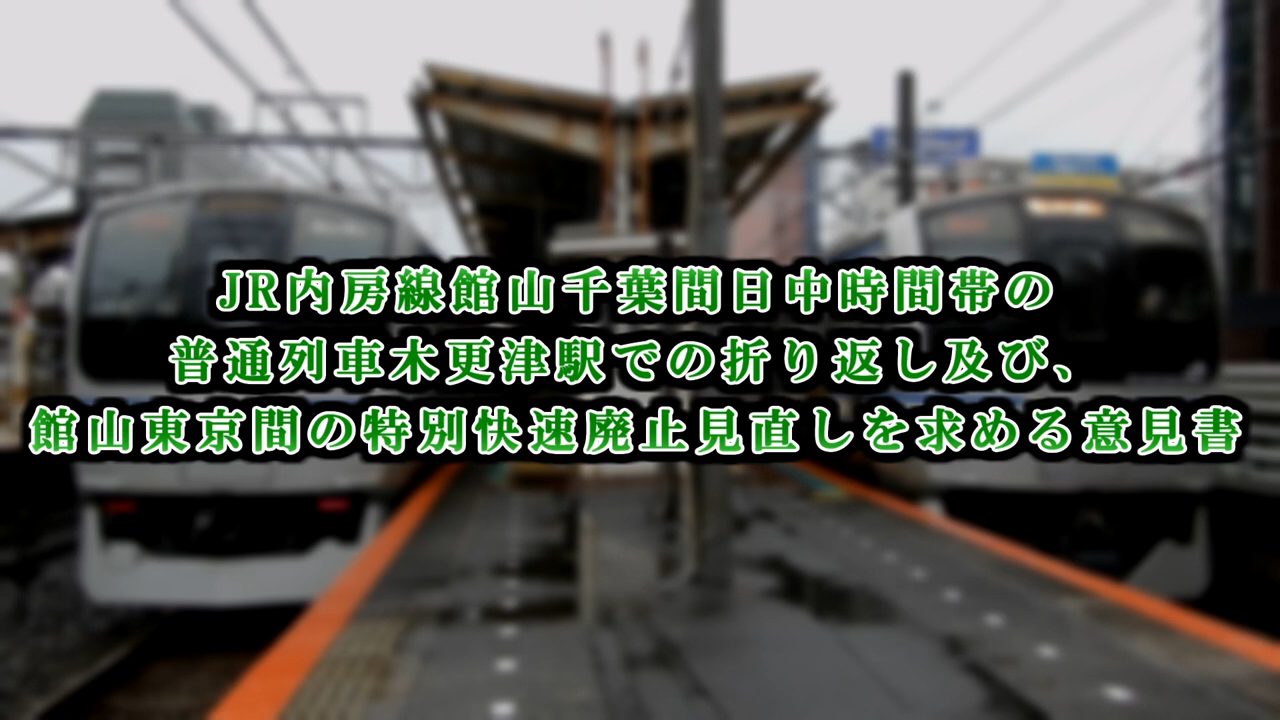 JR内房線館山千葉間日中時間帯の
普通列車木更津駅での折り返し及び、
館山東京間の特別快速廃止見直しを求める意見書